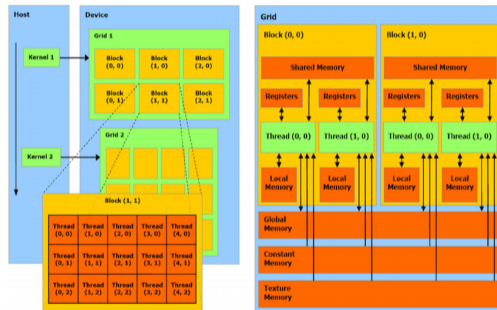 Host
Device
Grid 1
Kernel 1
Block
(0, 0)
Block
(1, 0)
Block
(2, 0)
Block
(0, 1)
Block
(1, 1)
Block
(2, 1)
Grid 2
Kernel 2
Block (1, 1)
Thread
(0, 0)
Thread
(1, 0)
Thread
(2, 0)
Thread
(3, 0)
Thread
(4, 0)
Thread
(0, 1)
Thread
(1, 1)
Thread
(2, 1)
Thread
(3, 1)
Thread
(4, 1)
Thread
(0, 2)
Thread
(1, 2)
Thread
(2, 2)
Thread
(3, 2)
Thread
(4, 2)
Grid
Block (0, 0)
Shared Memory
Registers
Registers
Thread (0, 0)
Thread (1, 0)
Local
Memory
Local
Memory
Block (1, 0)
Shared Memory
Registers
Registers
Thread (0, 0)
Thread (1, 0)
Local
Memory
Local
Memory
Global
Memory
Constant
Memory
Texture
Memory